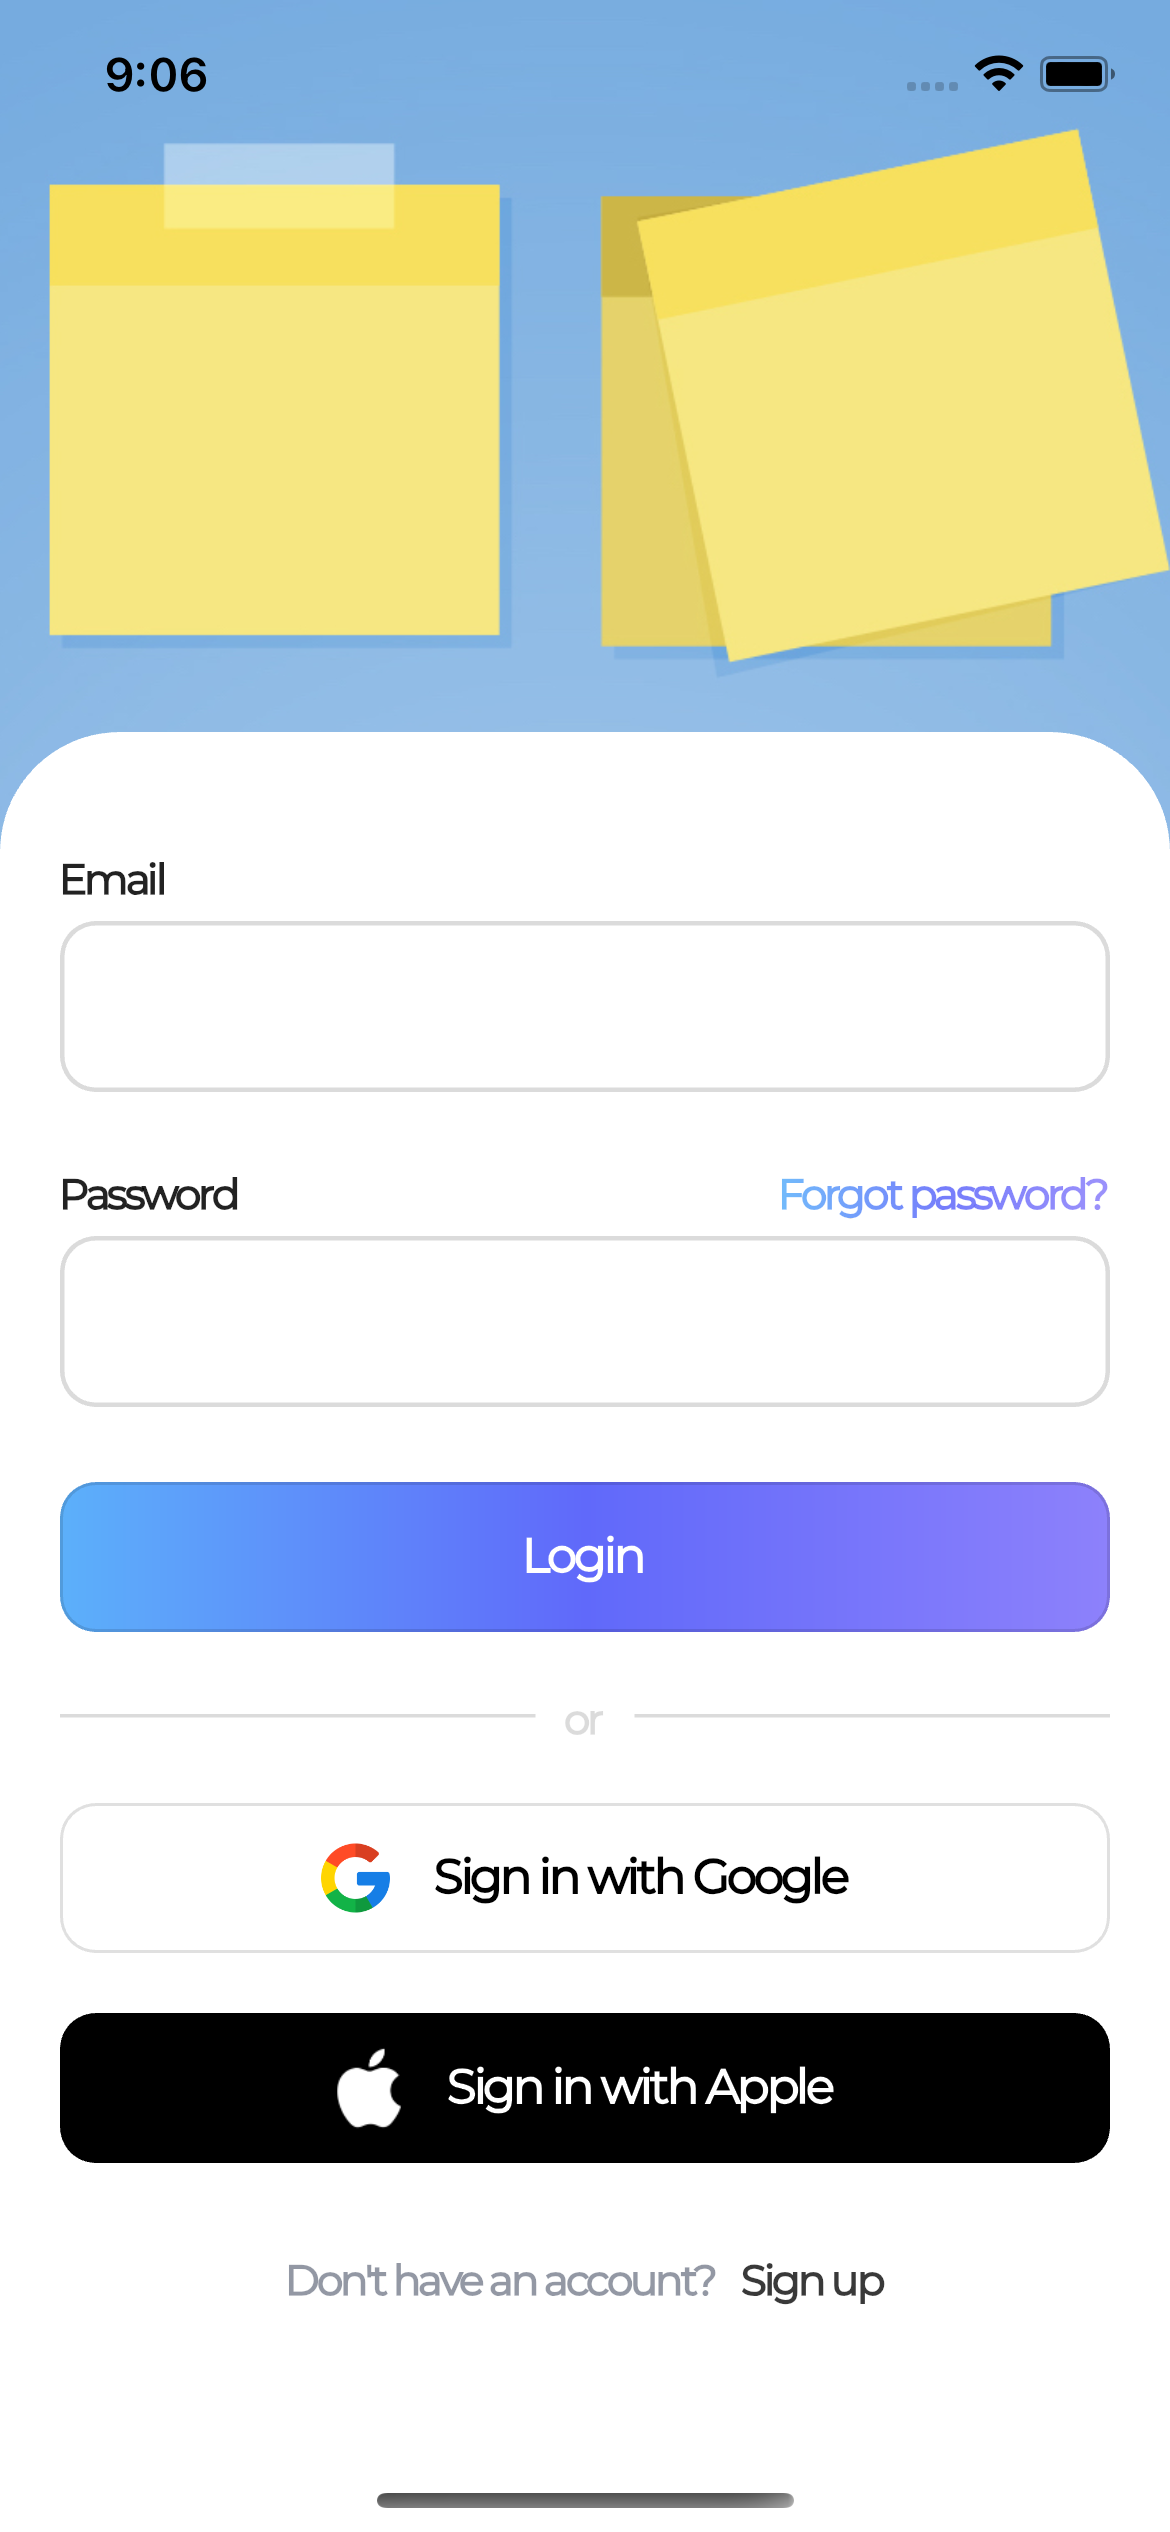 9:06
Email
Password
Forgot password?
Login
or
Sign in with Google
Sign in with Apple
Don't have an account? Sign up